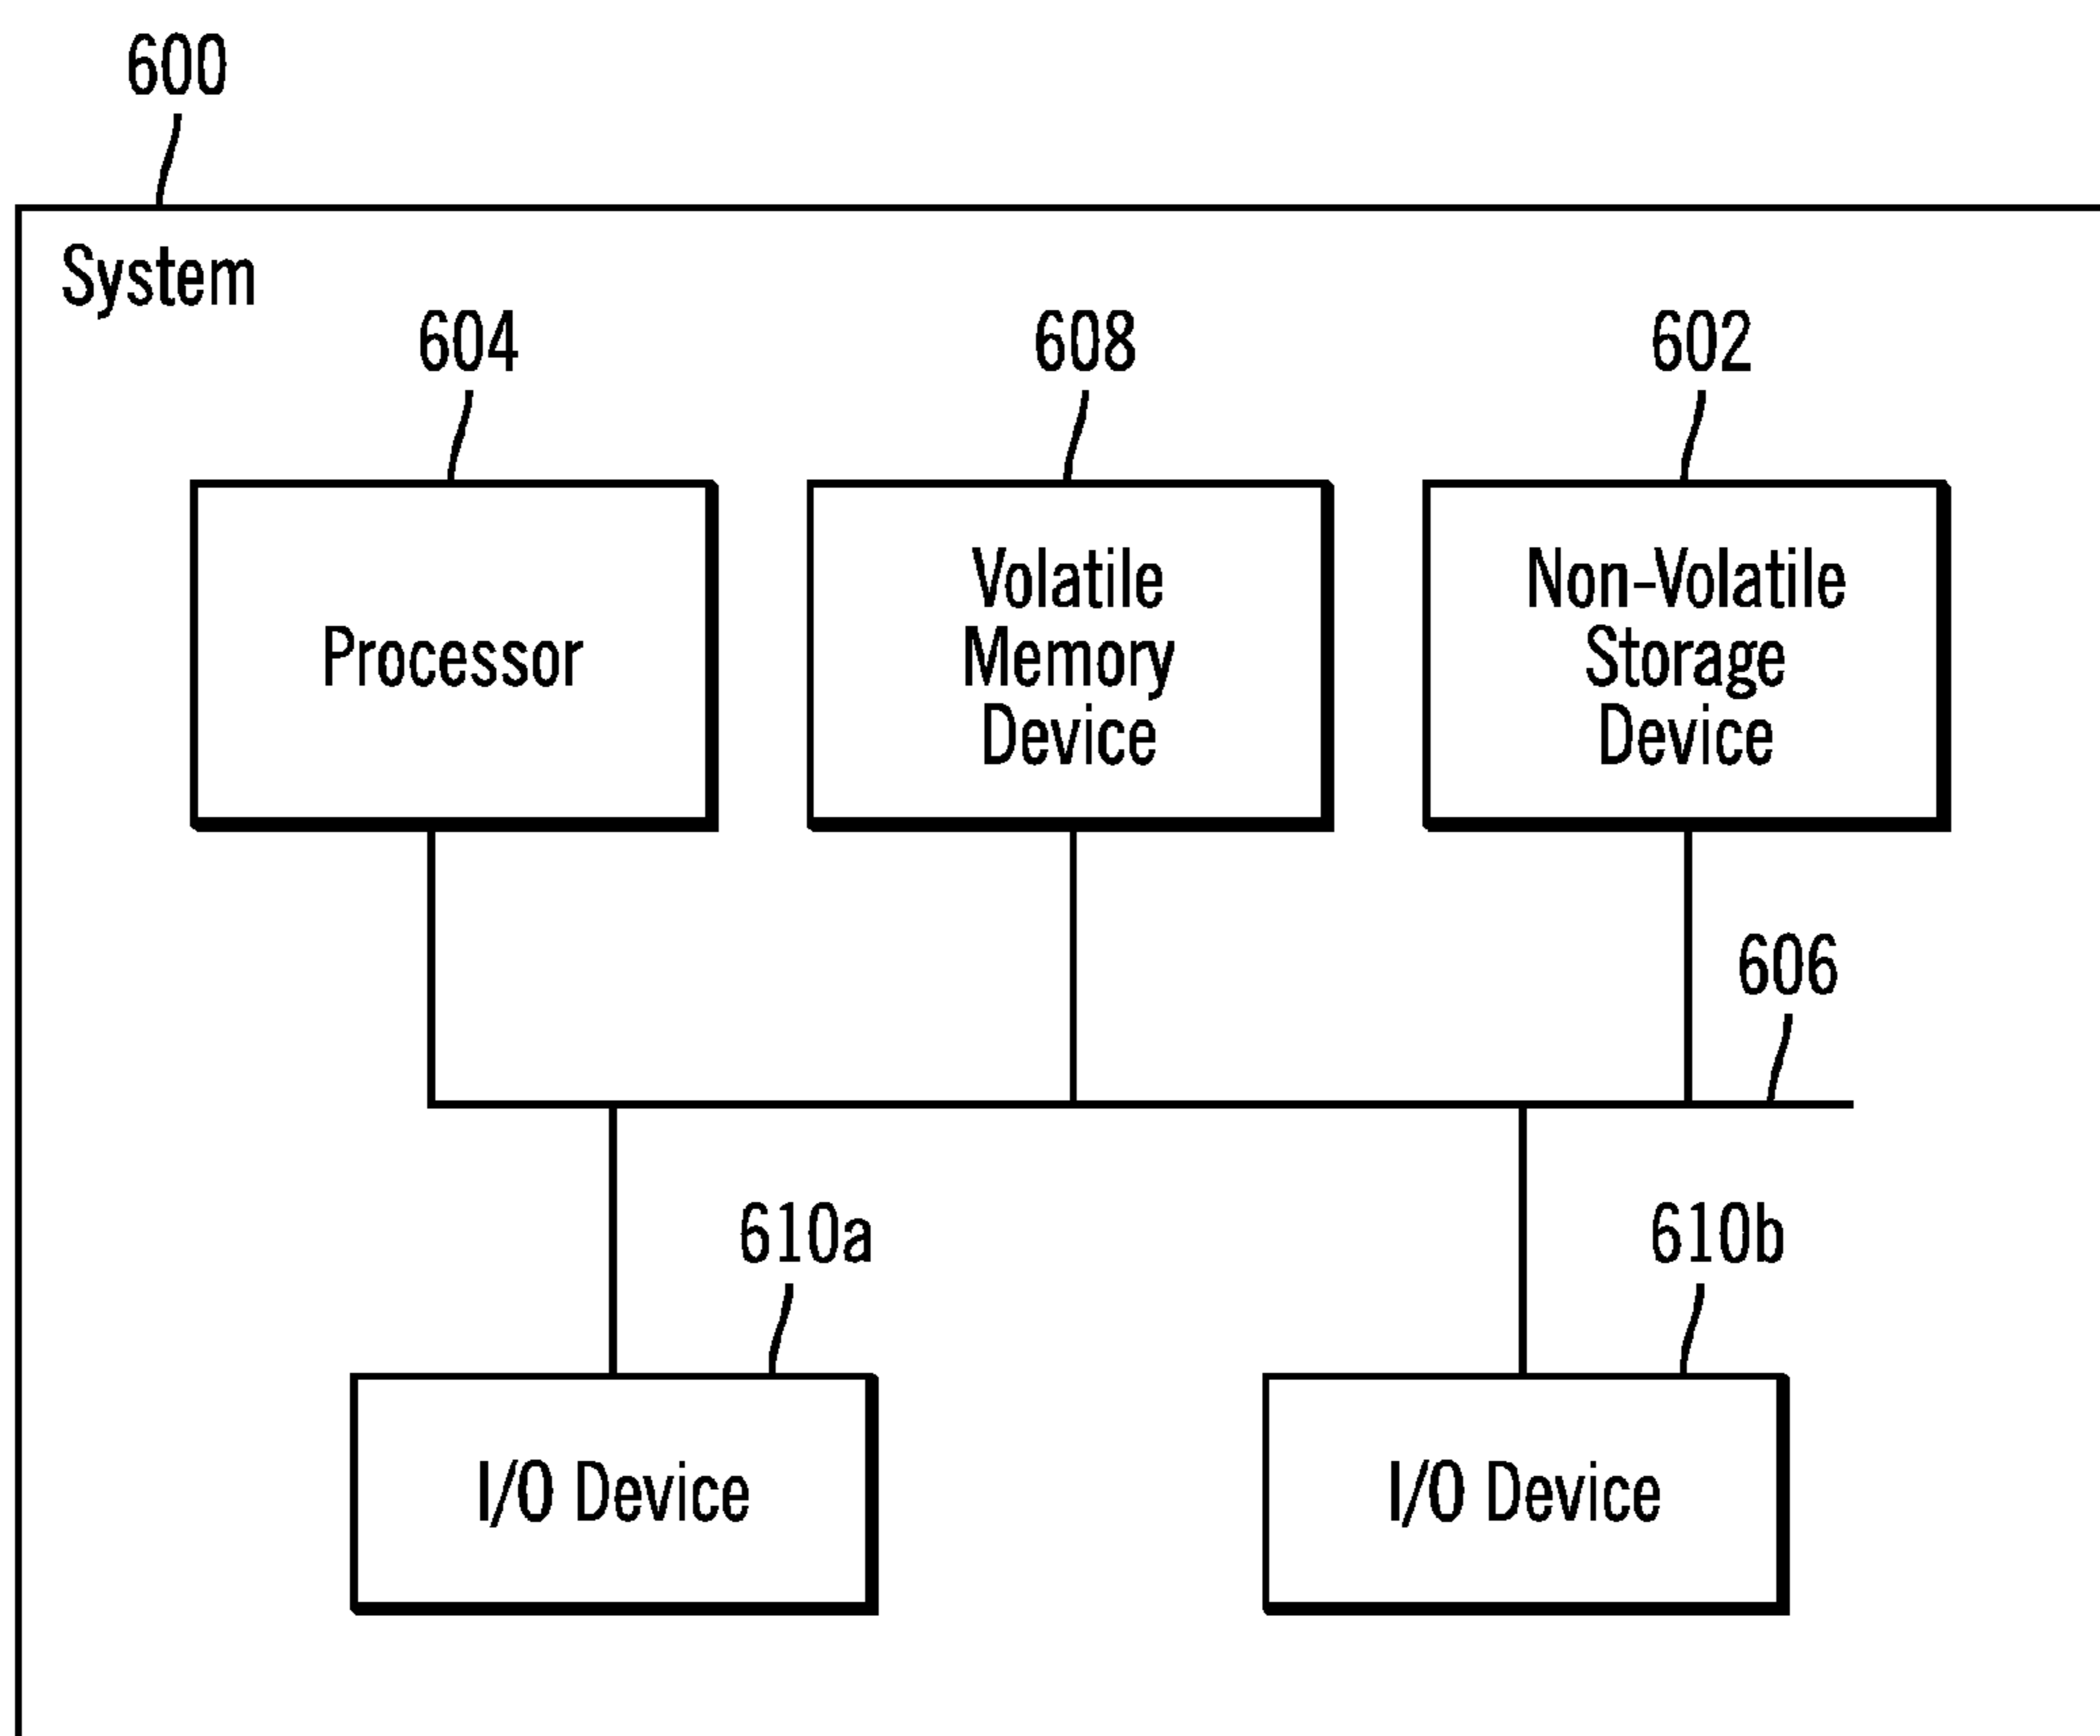 600
System
604
608
602
Processor
Volatile
Memory
Device
Non-Volatile
Storage
Device
606
610a
610b
I/O Device
I/O Device